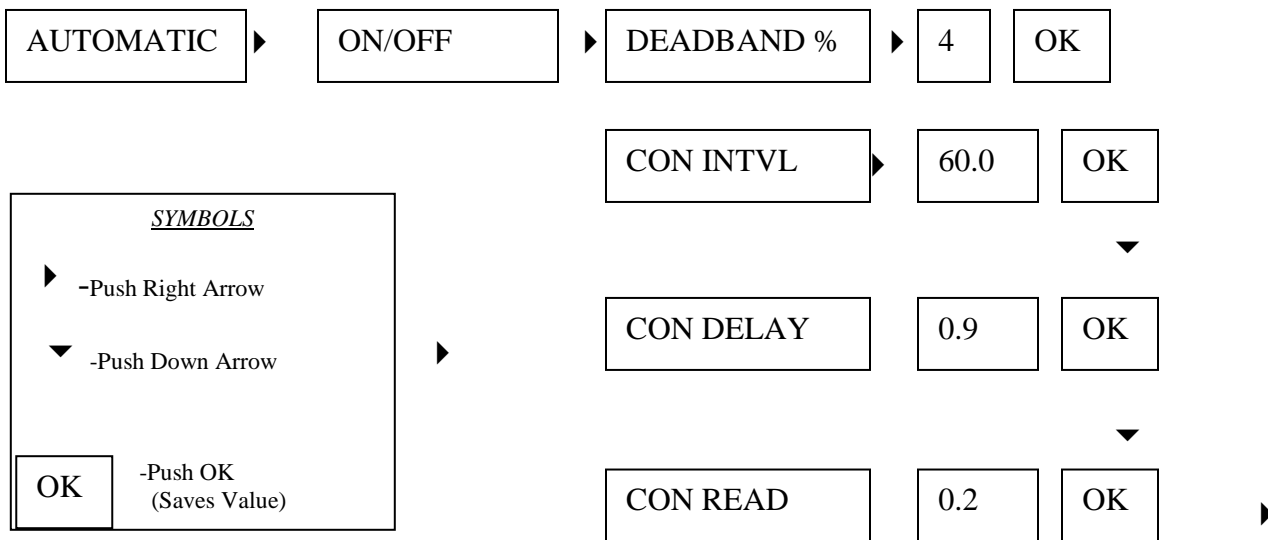 AUTOMATIC ON/OFF DEADBAND % 4 OK
CON INTVL 60.0 OK
SYMBOLS
-Push Right Arrow
-Push Down Arrow
OK -Push OK
(Saves Value)
CON DELAY 0.9 OK
CON READ 0.2 OK